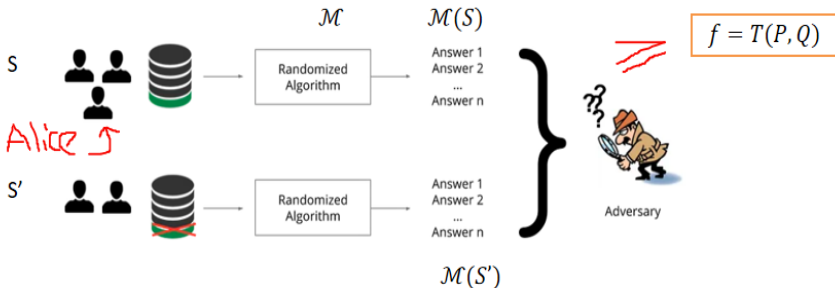 ℳ
ℳ(S)
f = T(P, Q)
S
Randomized
Algorithm
Answer 1
Answer 2
...
Answer n
???
Alice
S'
Randomized
Algorithm
Answer 1
Answer 2
...
Answer n
Adversary
ℳ(S')